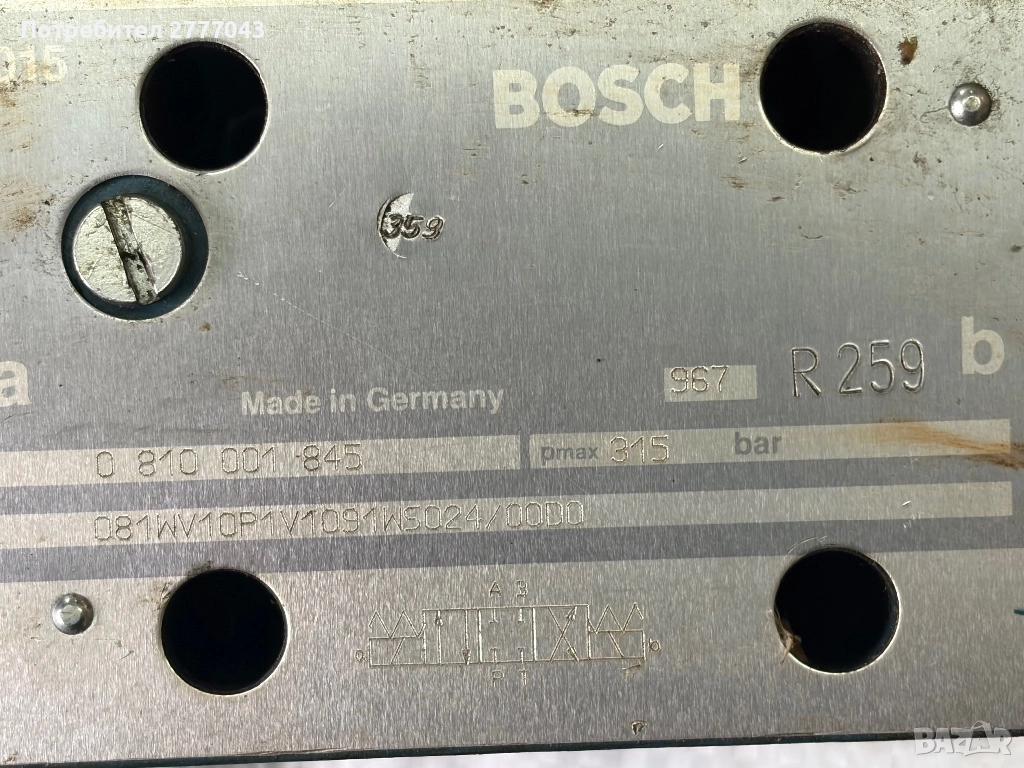 Потребител 2777043
015
BOSCH
359
a
b
967
R 259
Made in Germany
0 810 001 845
pmax 315 bar
081WV10P1V1091WS024/00D0
A B
a
b
P T
BAZAR